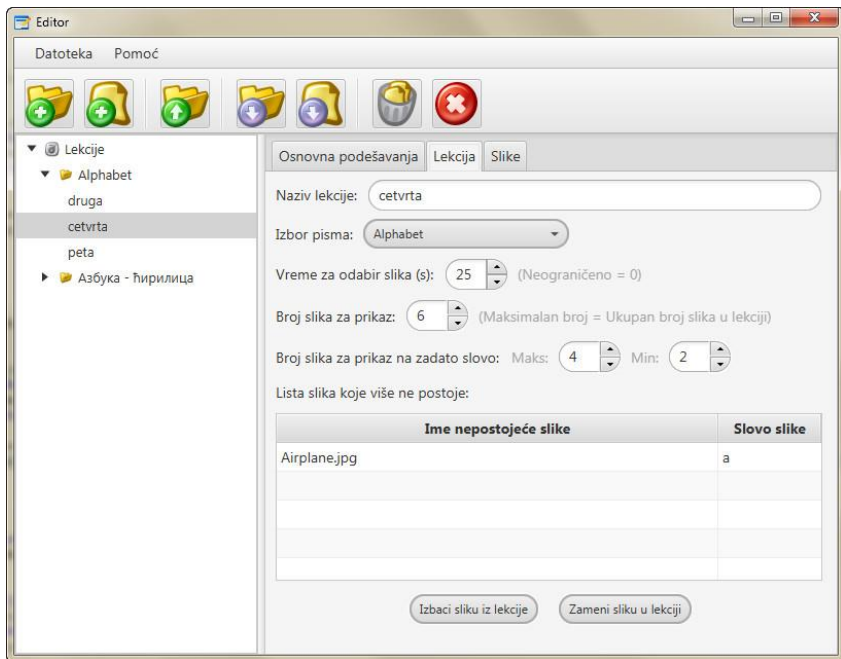 Editor
Datoteka Pomoć
Lekcije
Alphabet
druga
cetvrta
peta
Азбука - ћирилица
Osnovna podešavanja Lekcija Slike
Naziv lekcije: cetvrta
Izbor pisma: Alphabet
Vreme za odabir slika (s): 25 (Neograničeno = 0)
Broj slika za prikaz: 6 (Maksimalan broj = Ukupan broj slika u lekciji)
Broj slika za prikaz na zadato slovo: Maks: 4 Min: 2
Lista slika koje više ne postoje:
Ime nepostojeće slike Slovo slike
Airplane.jpg a
Izbaci sliku iz lekcije Zameni sliku u lekciji